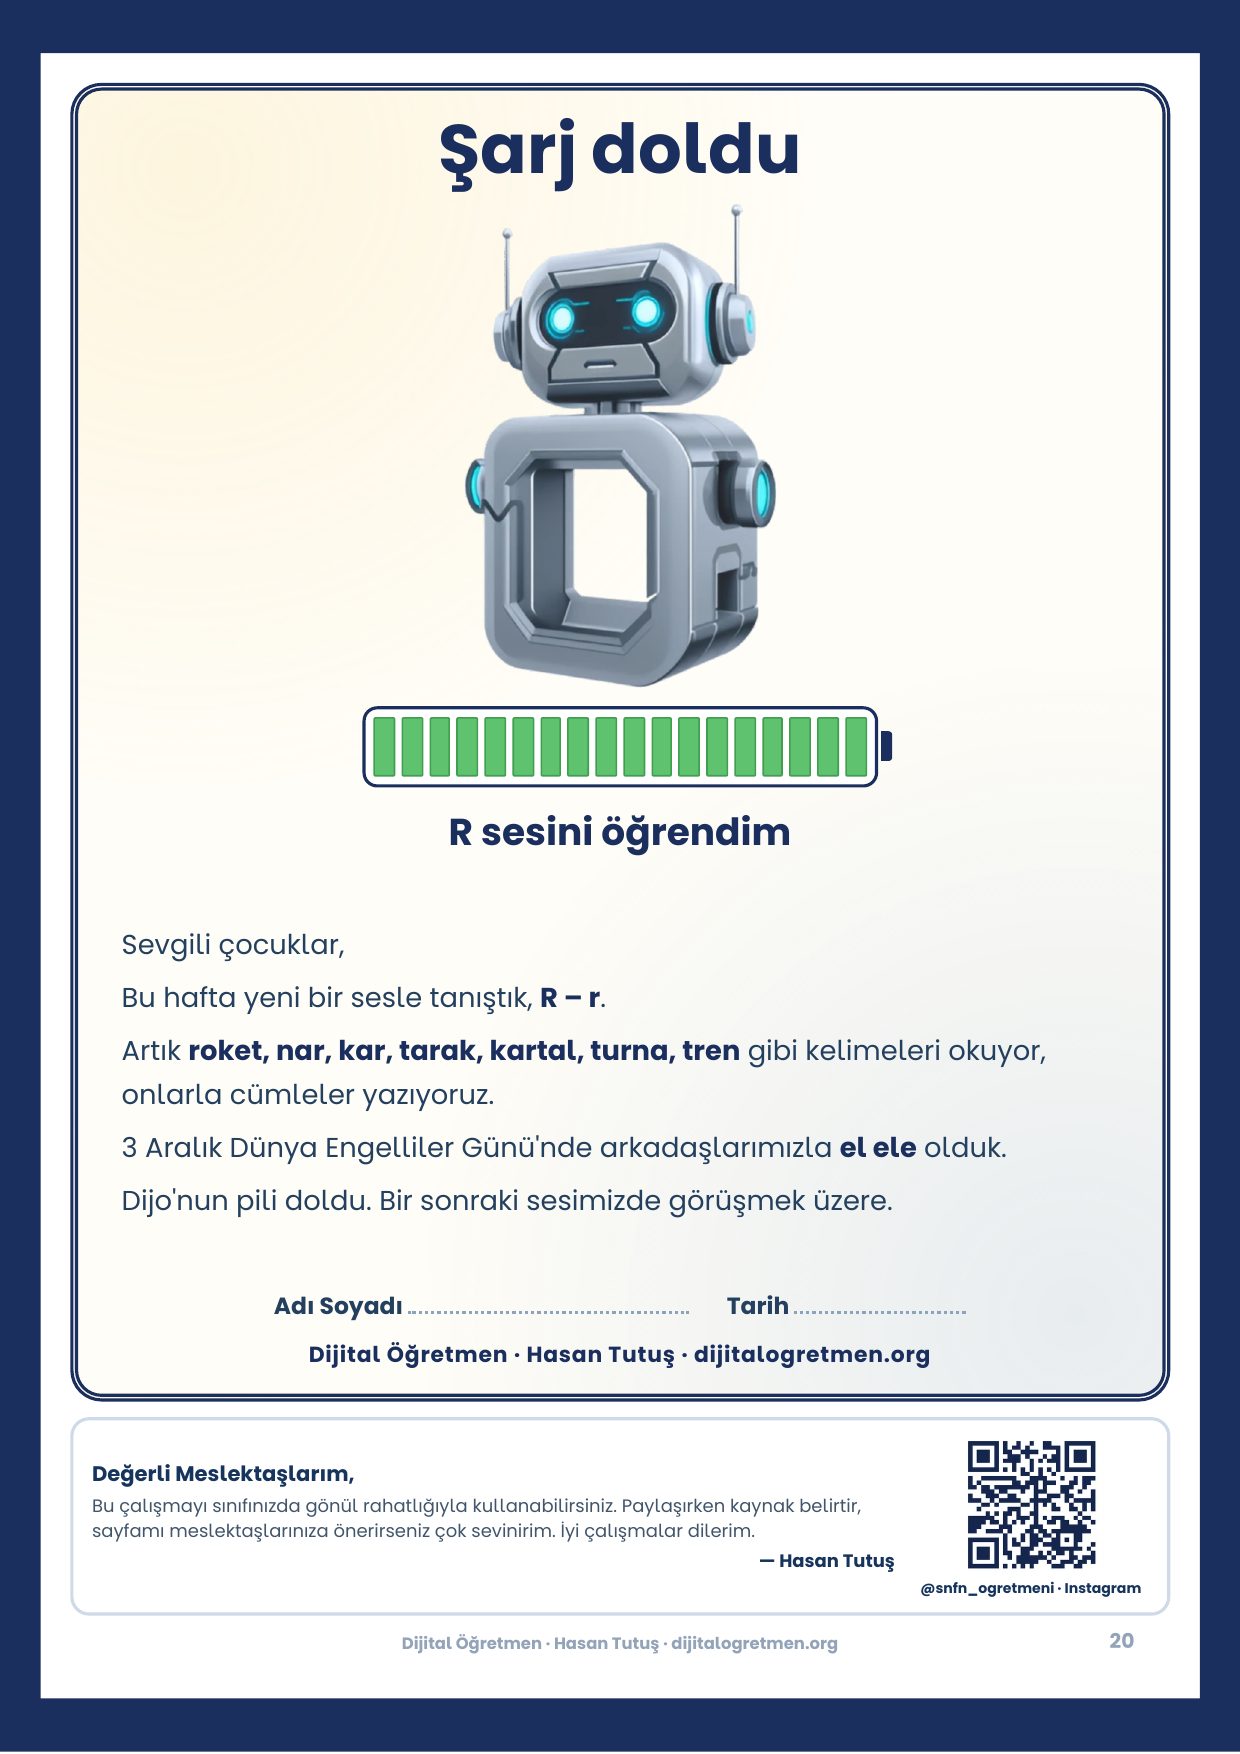 Şarj doldu
R sesini öğrendim
Sevgili çocuklar,
Bu hafta yeni bir sesle tanıştık, R – r.
Artık roket, nar, kar, tarak, kartal, turna, tren gibi kelimeleri okuyor,
onlarla cümleler yazıyoruz.
3 Aralık Dünya Engelliler Günü'nde arkadaşlarımızla el ele olduk.
Dijo'nun pili doldu. Bir sonraki sesimizde görüşmek üzere.
Adı Soyadı Tarih
Dijital Öğretmen · Hasan Tutuş · dijitalogretmen.org
Değerli Meslektaşlarım,
Bu çalışmayı sınıfınızda gönül rahatlığıyla kullanabilirsiniz. Paylaşırken kaynak belirtir,
sayfamı meslektaşlarınıza önerirseniz çok sevinirim. İyi çalışmalar dilerim.
— Hasan Tutuş
@snfn_ogretmeni · Instagram
Dijital Öğretmen · Hasan Tutuş · dijitalogretmen.org 20